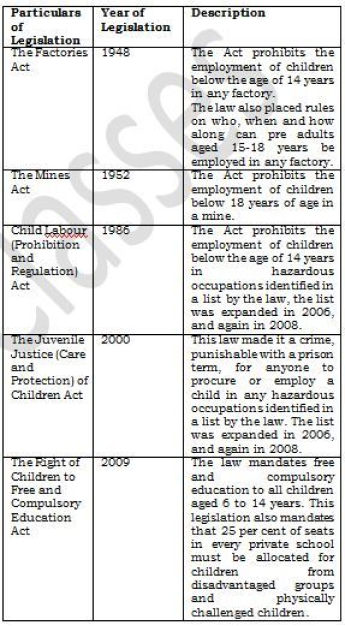 Particulars of Legislation
Year of Legislation
Description
The Factories Act
1948
The Act prohibits the
employment of children
below the age of 14 years
in any factory.
The law also placed rules
on who, when and how
along can pre adults
aged 15-18 years be
employed in any factory.
The Mines Act
1952
The Act prohibits the
employment of children
below 18 years of age in
a mine.
Child Labour
(Prohibition
and
Regulation)
Act
1986
The Act prohibits the
employment of children
below the age of 14 years
in hazardous
occupations identified in
a list by the law, the list
was expanded in 2006,
and again in 2008.
The Juvenile
Justice (Care
and
Protection) of
Children Act
2000
This law made it a crime,
punishable with a prison
term, for anyone to
procure or employ a
child in any hazardous
occupations identified in
a list by the law. The list
was expanded in 2006,
and again in 2008.
The Right of
Children to
Free and
Compulsory
Education
Act
2009
The law mandates free
and compulsory
education to all children
aged 6 to 14 years. This
legislation also mandates
that 25 per cent of seats
in every private school
must be allocated for
children from
disadvantaged groups
and physically
challenged children.
classes